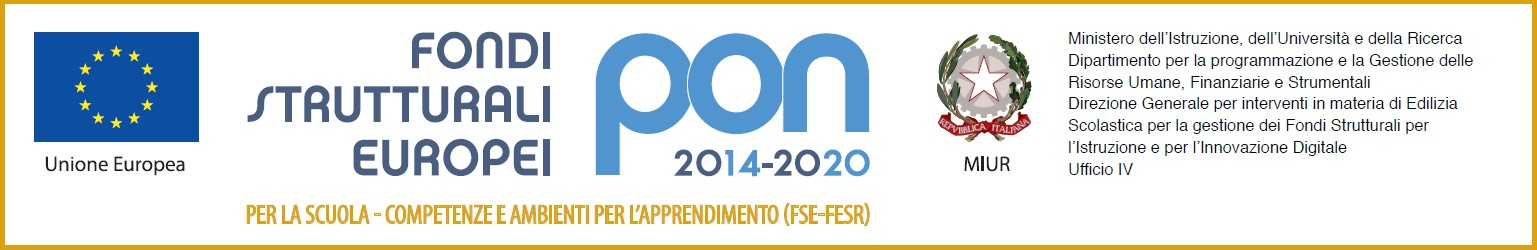 Unione Europea
FONDI
STRUTTURALI
EUROPEI
pon
2014-2020
PER LA SCUOLA - COMPETENZE E AMBIENTI PER L'APPRENDIMENTO (FSE-FESR)
REPVBBLICA ITALIANA
MIUR
Ministero dell'Istruzione, dell'Università e della Ricerca
Dipartimento per la programmazione e la Gestione delle
Risorse Umane, Finanziarie e Strumentali
Direzione Generale per interventi in materia di Edilizia
Scolastica per la gestione dei Fondi Strutturali per
l'Istruzione e per l'Innovazione Digitale
Ufficio IV